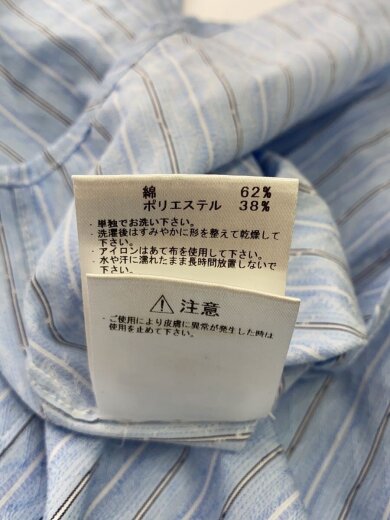 綿 62%
ポリエステル 38%
・単独でお洗い下さい。
・洗濯後はすみやかに形を整えて乾燥して
下さい。
・アイロンはあて布を使用して下さい。
・水や汗に濡れたまま長時間放置しないで
下さい。
⚠ 注意
・ご使用により皮膚に異常が発生した時は
使用を止めて下さい。